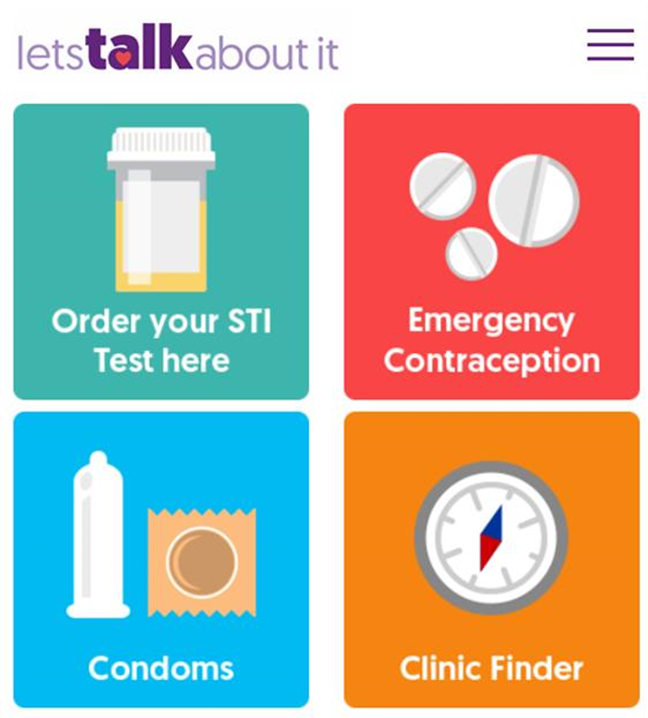 letstalkabout it
Order your STI
Test here
Emergency
Contraception
Condoms
Clinic Finder